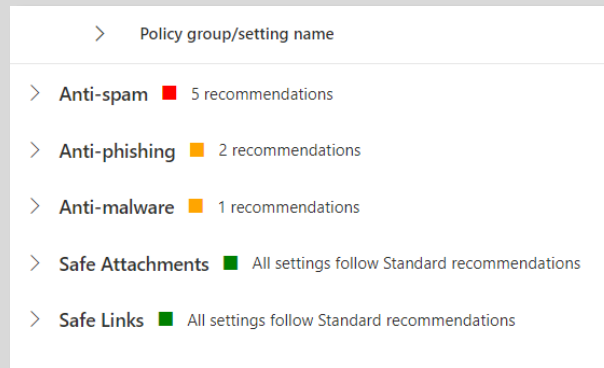 Policy group/setting name
Anti-spam 5 recommendations
Anti-phishing 2 recommendations
Anti-malware 1 recommendations
Safe Attachments All settings follow Standard recommendations
Safe Links All settings follow Standard recommendations